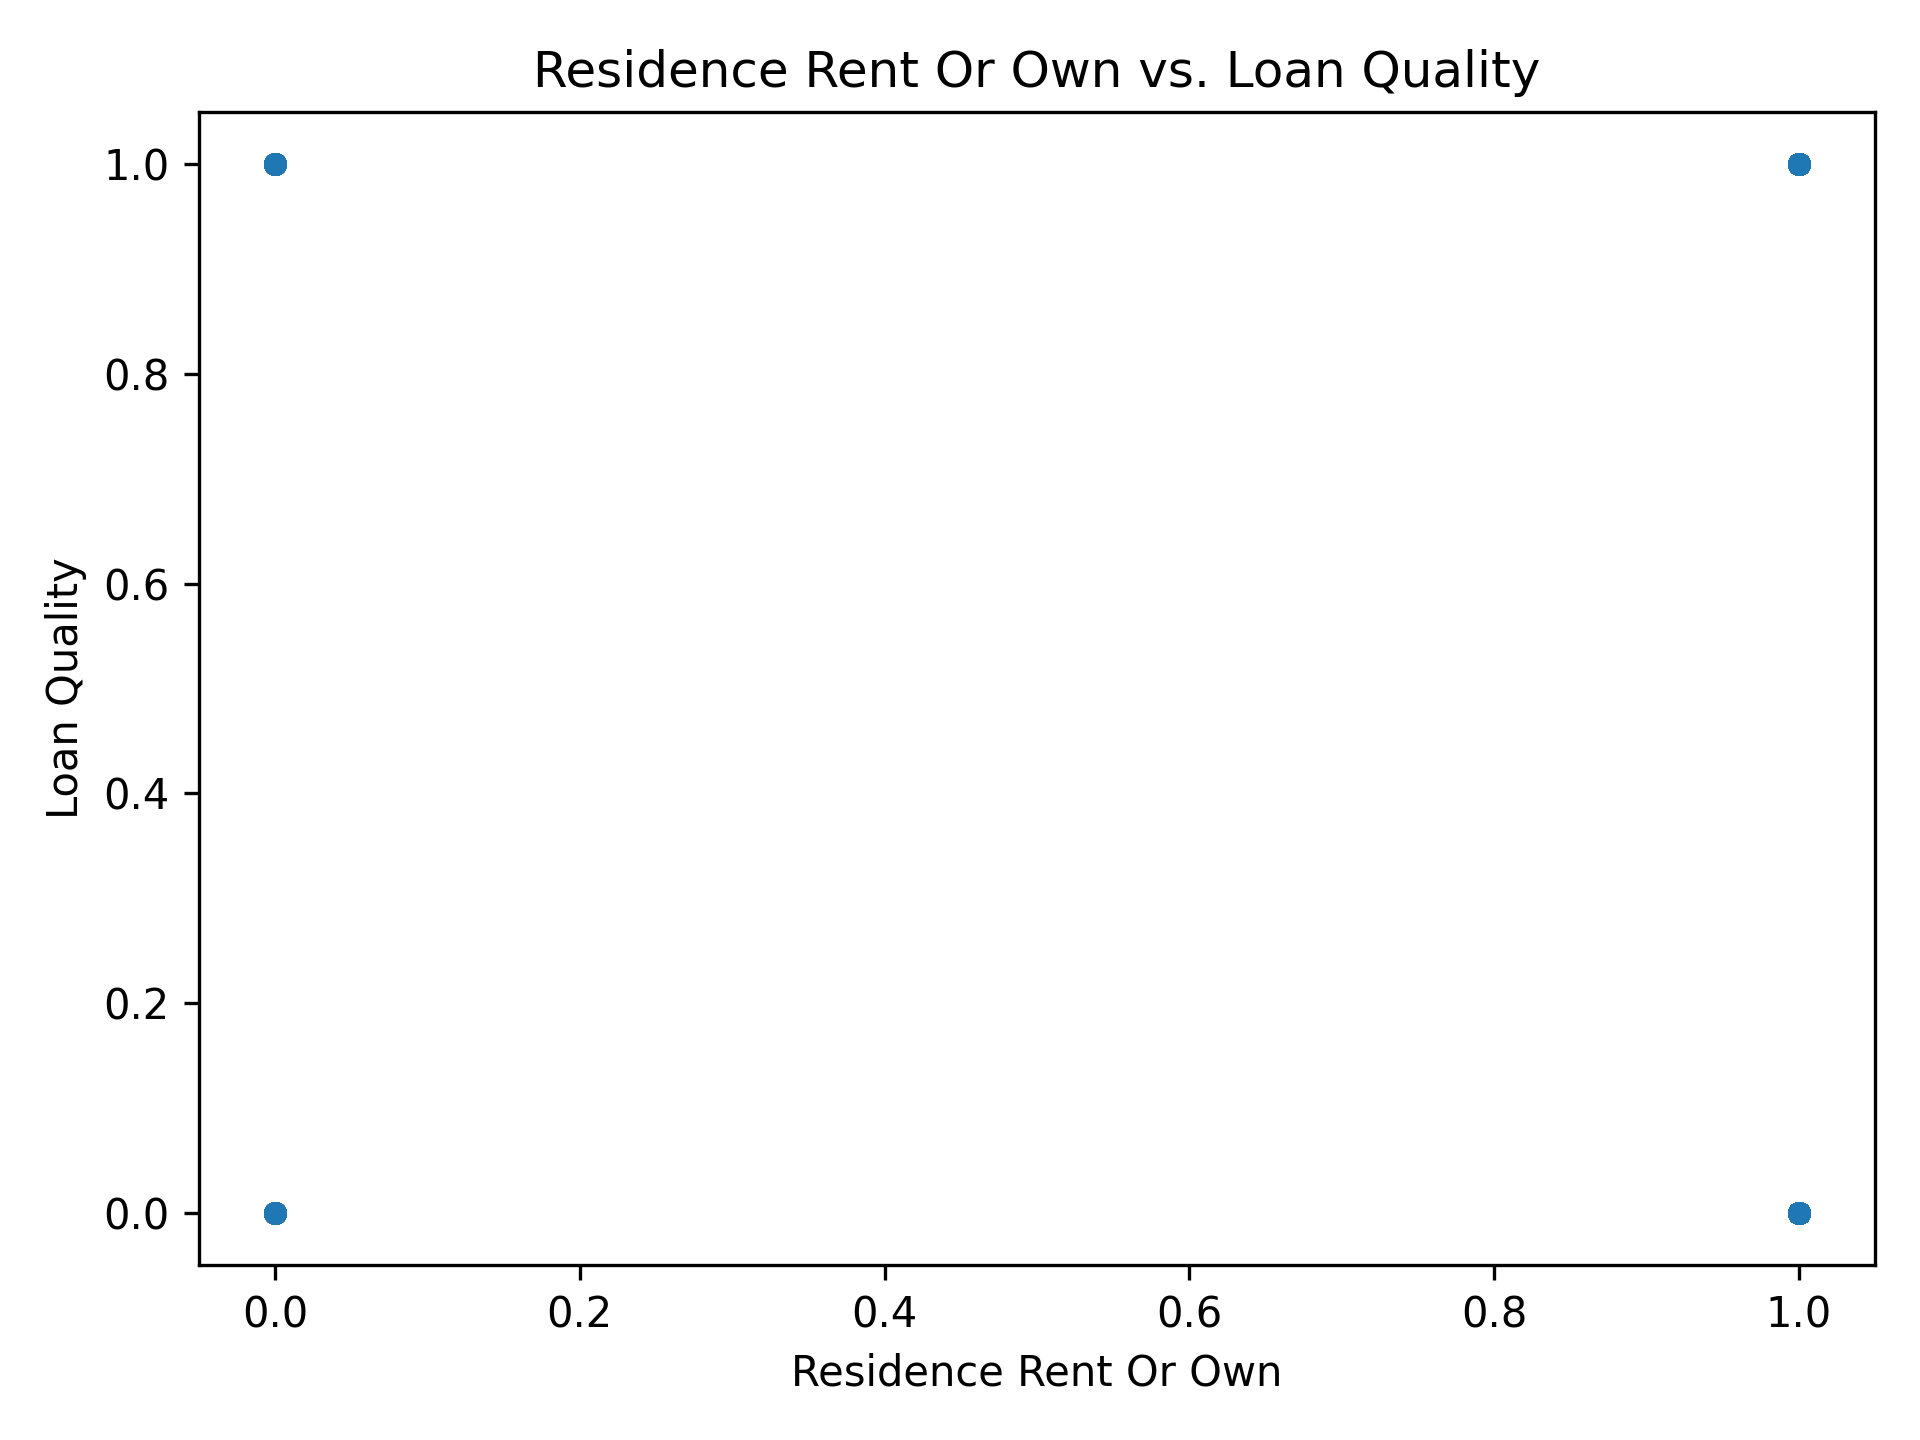 Residence Rent Or Own vs. Loan Quality
1.0
0.8
0.6
0.4
0.2
0.0
Loan Quality
0.0 0.2 0.4 0.6 0.8 1.0
Residence Rent Or Own